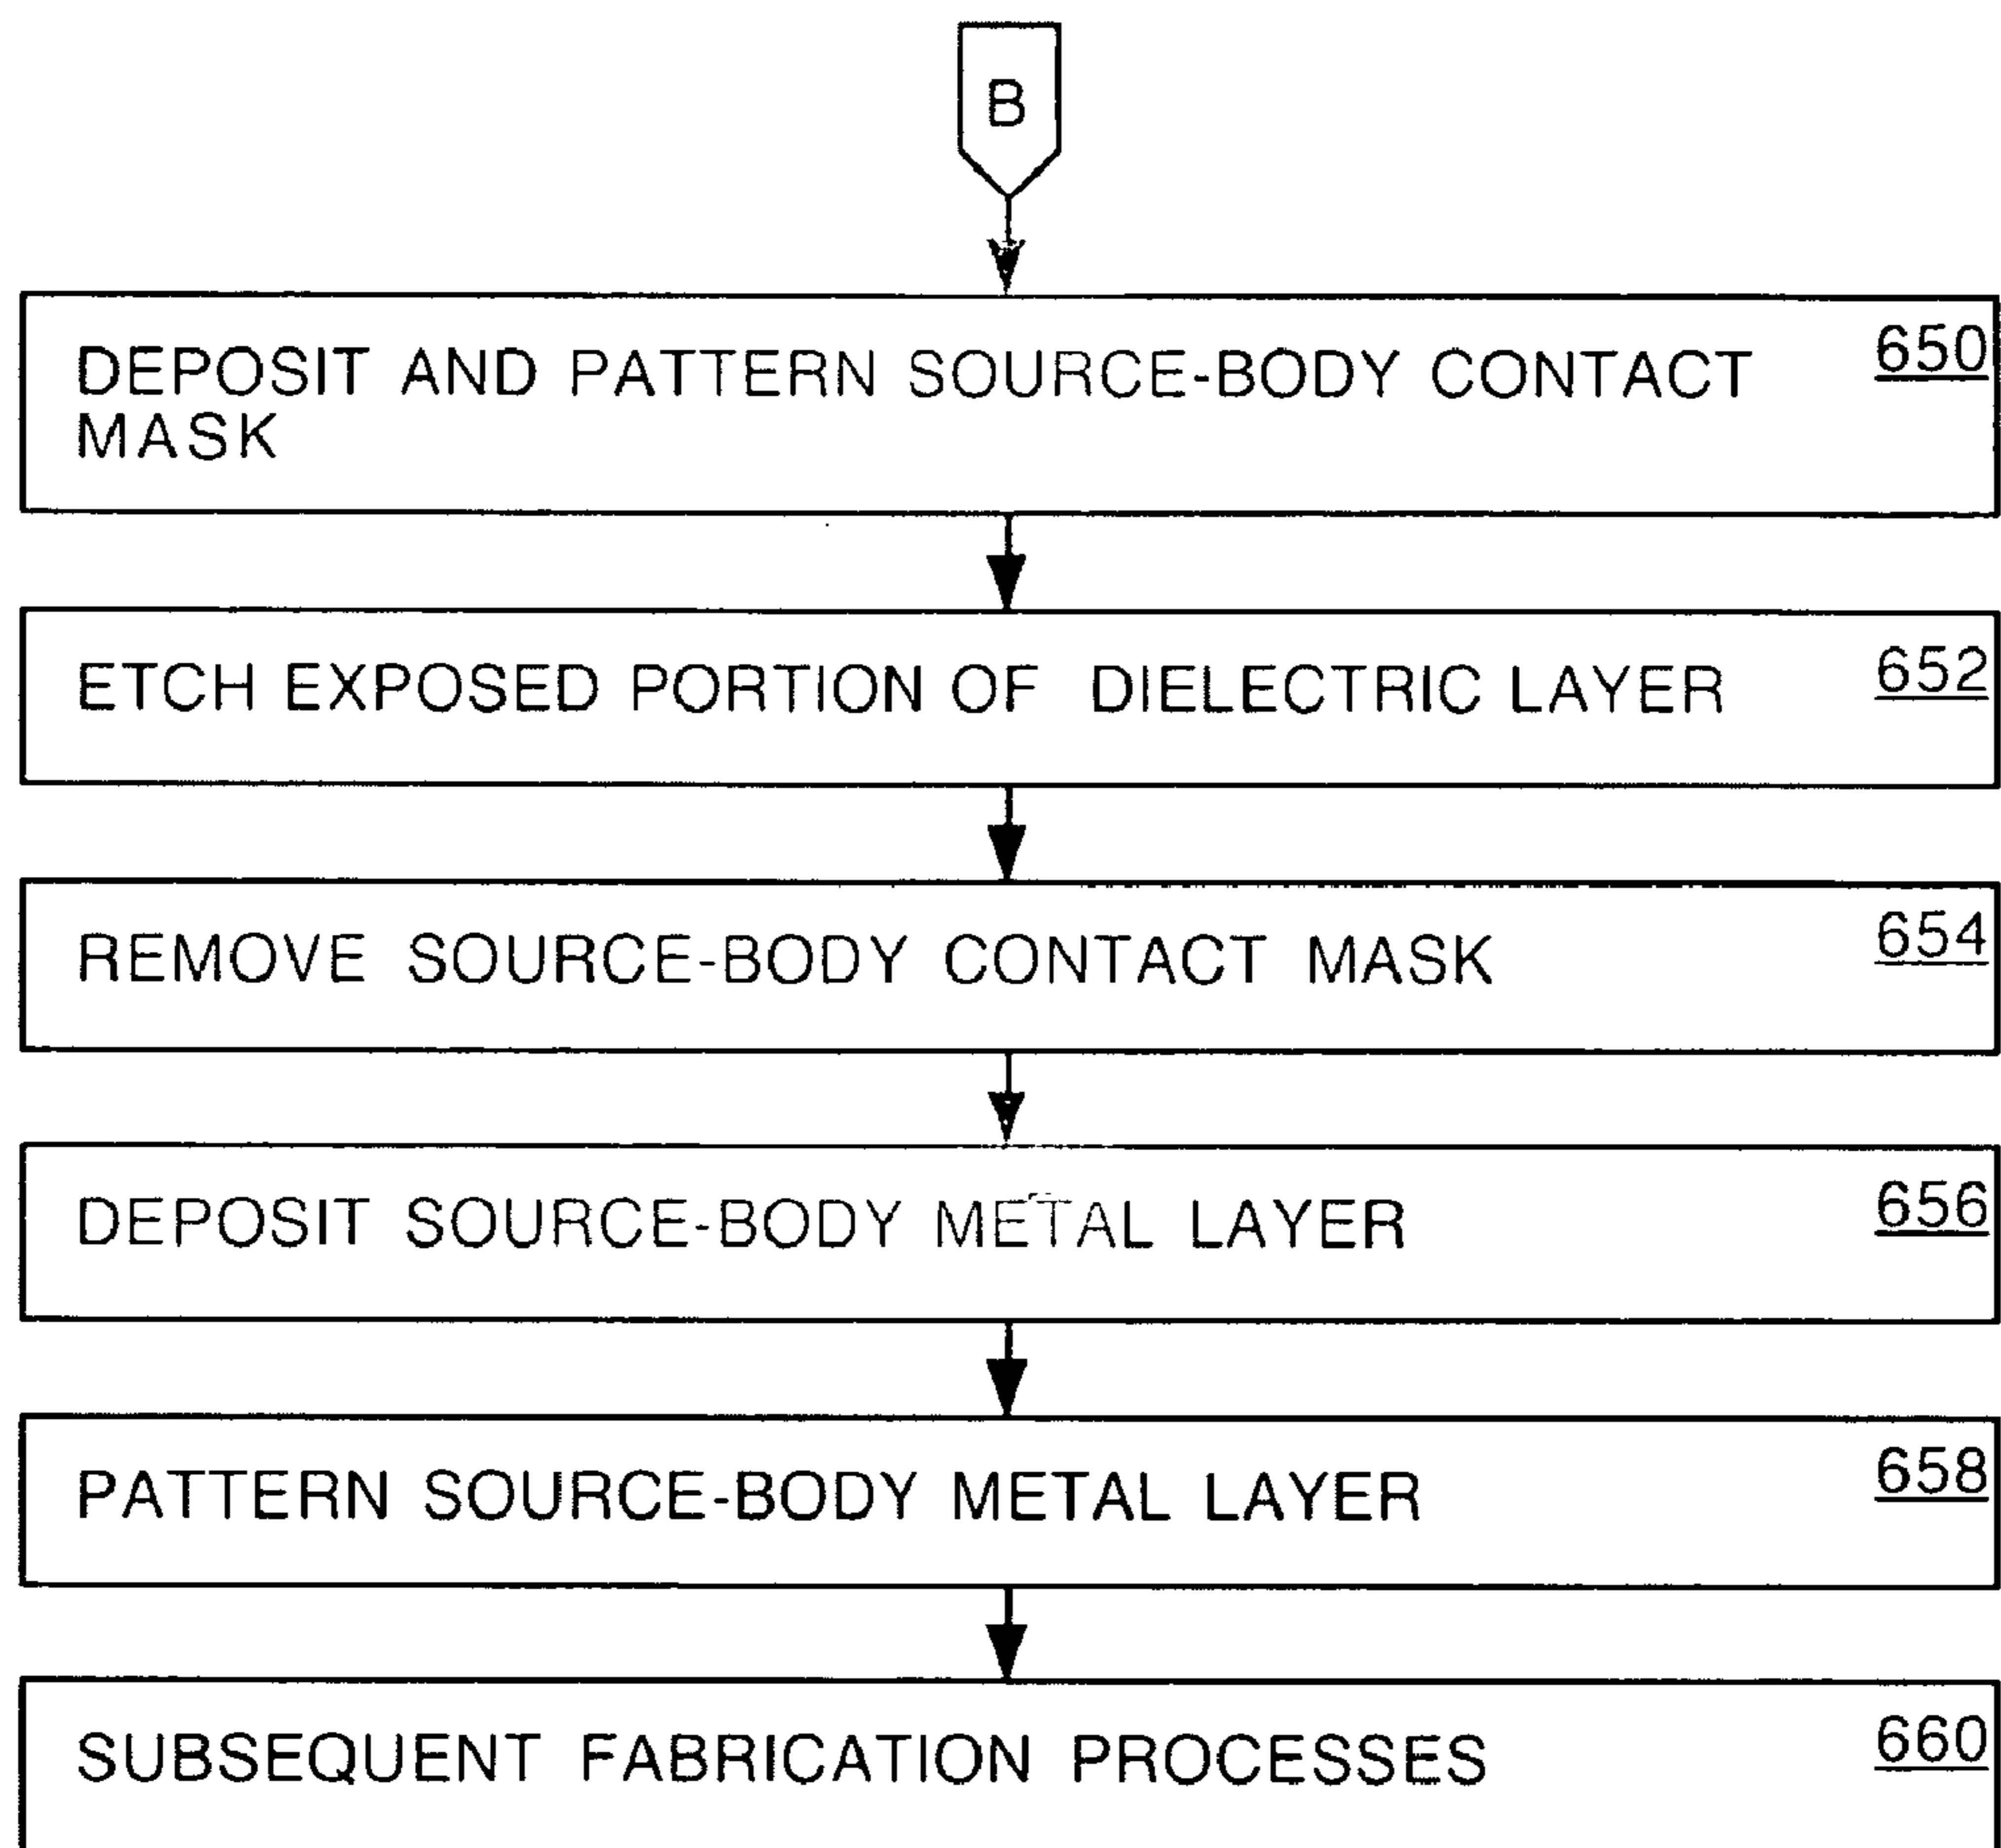 B
DEPOSIT AND PATTERN SOURCE-BODY CONTACT 650
MASK
ETCH EXPOSED PORTION OF DIELECTRIC LAYER 652
REMOVE SOURCE-BODY CONTACT MASK 654
DEPOSIT SOURCE-BODY METAL LAYER 656
PATTERN SOURCE-BODY METAL LAYER 658
SUBSEQUENT FABRICATION PROCESSES 660